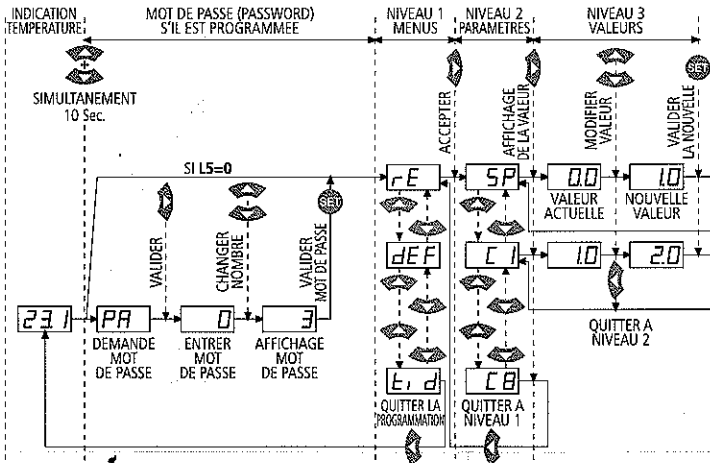 INDICATION
TEMPERATURE
MOT DE PASSE (PASSWORD)
S'IL EST PROGRAMMEE
NIVEAU 1
MENUS
NIVEAU 2
PARAMETRES
NIVEAU 3
VALEURS
SIMULTANEMENT
10 Sec.
ACCEPTER
AFFICHAGE
DE LA VALEUR
MODIFIER
VALEUR
VALIDER
LA NOUVELLE
SET
SI L5=0
VALIDER
CHANGER
NOMBRE
VALIDER
MOT DE PASSE
SET
rE
SP
0.0
1.0
VALEUR
ACTUELLE
NOUVELLE
VALEUR
dEF
C1
1.0
2.0
QUITTER A
NIVEAU 2
23.1
PA
0
3
DEMANDE
MOT
DE PASSE
ENTRER
MOT
DE PASSE
AFFICHAGE
MOT
DE PASSE
tid
C8
QUITTER LA
PROGRAMMATION
QUITTER A
NIVEAU 1